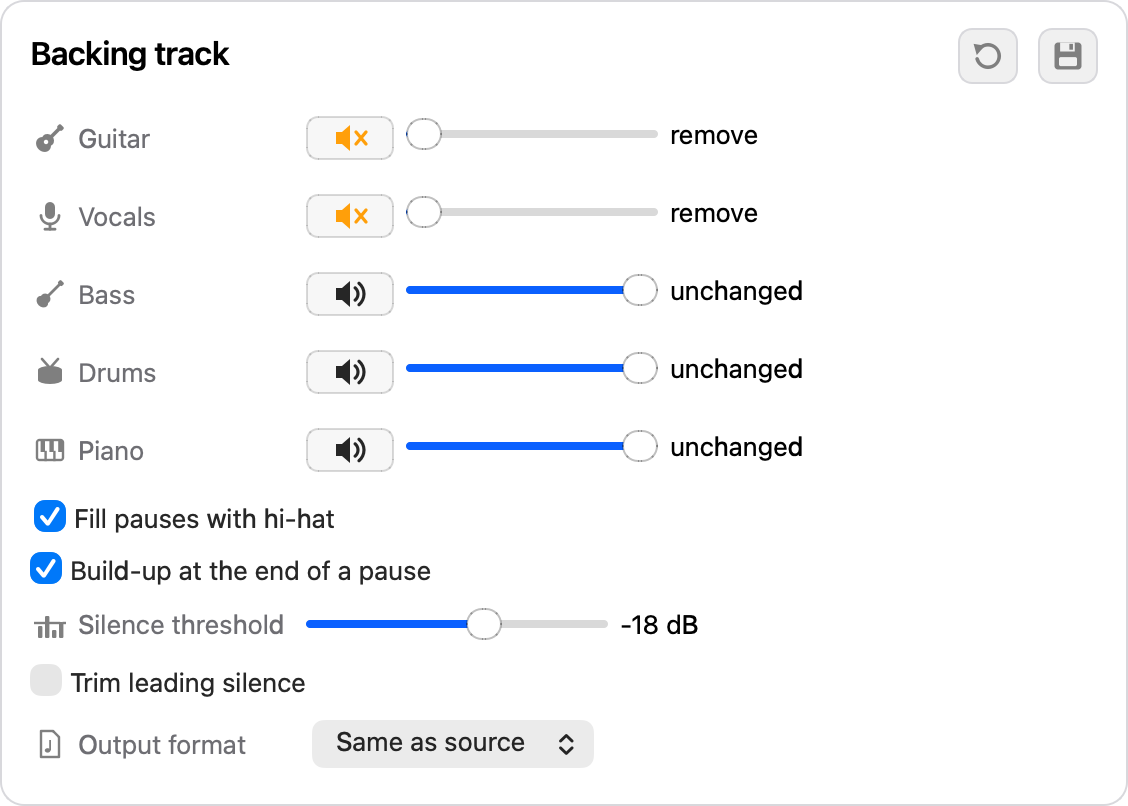 Backing track
Guitar remove
Vocals remove
Bass unchanged
Drums unchanged
Piano unchanged
Fill pauses with hi-hat
Build-up at the end of a pause
Silence threshold -18 dB
Trim leading silence
Output format Same as source